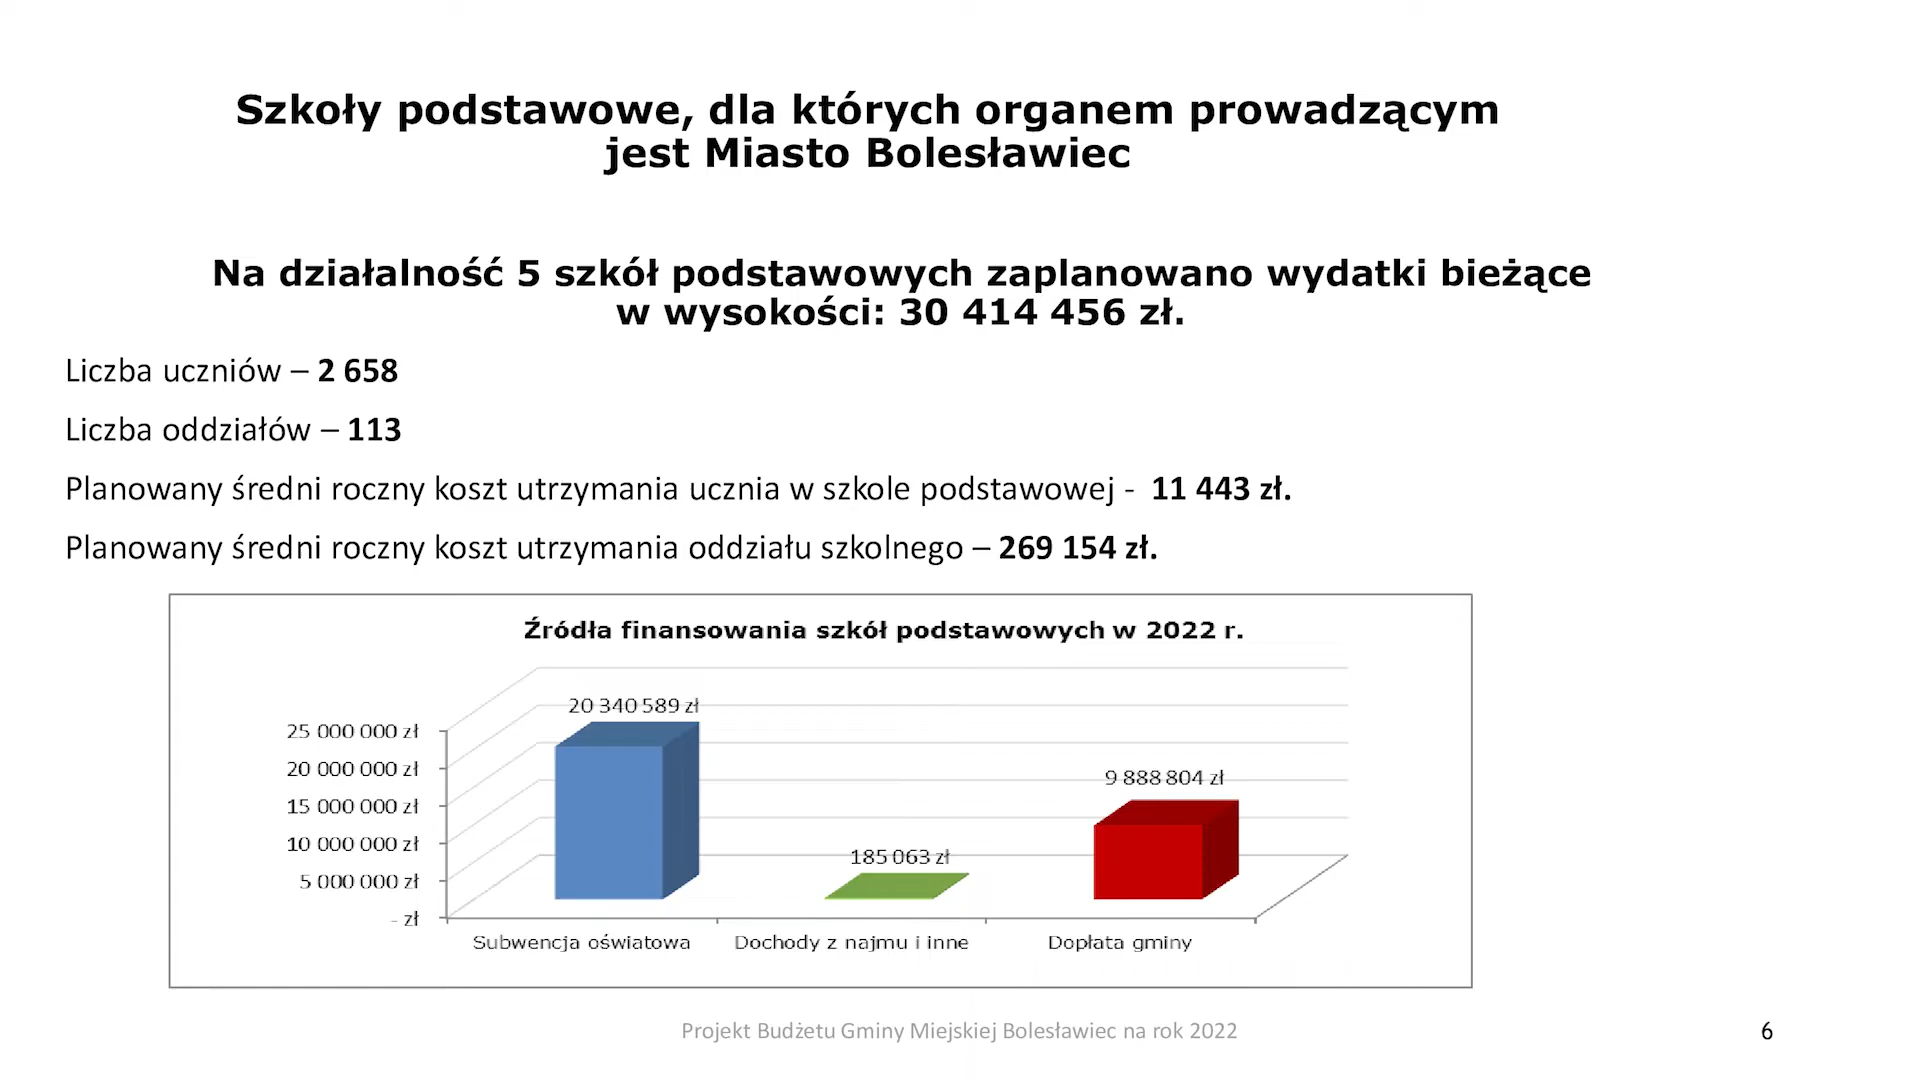 Szkoły podstawowe, dla których organem prowadzącym
jest Miasto Bolesławiec
Na działalność 5 szkół podstawowych zaplanowano wydatki bieżące
w wysokości: 30 414 456 zł.
Liczba uczniów – 2 658
Liczba oddziałów – 113
Planowany średni roczny koszt utrzymania ucznia w szkole podstawowej - 11 443 zł.
Planowany średni roczny koszt utrzymania oddziału szkolnego – 269 154 zł.
Źródła finansowania szkół podstawowych w 2022 r.
20 340 589 zł
25 000 000 zł
20 000 000 zł
9 888 804 zł
15 000 000 zł
10 000 000 zł
185 063 zł
5 000 000 zł
- zł
Subwencja oświatowa
Dochody z najmu i inne
Dopłata gminy
Projekt Budżetu Gminy Miejskiej Bolesławiec na rok 2022
6